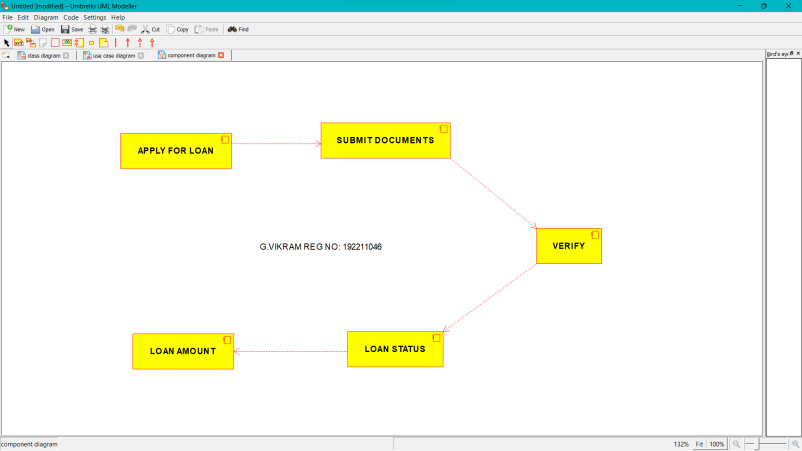 Untitled [modified] – Umbrello UML Modeller
File Edit Diagram Code Settings Help
New Open Save Cut Copy Paste Find
class diagram use case diagram component diagram
Bird's eye
APPLY FOR LOAN
SUBMIT DOCUMENTS
VERIFY
G.VIKRAM REG NO: 192211046
LOAN AMOUNT
LOAN STATUS
component diagram
132% Fit 100%